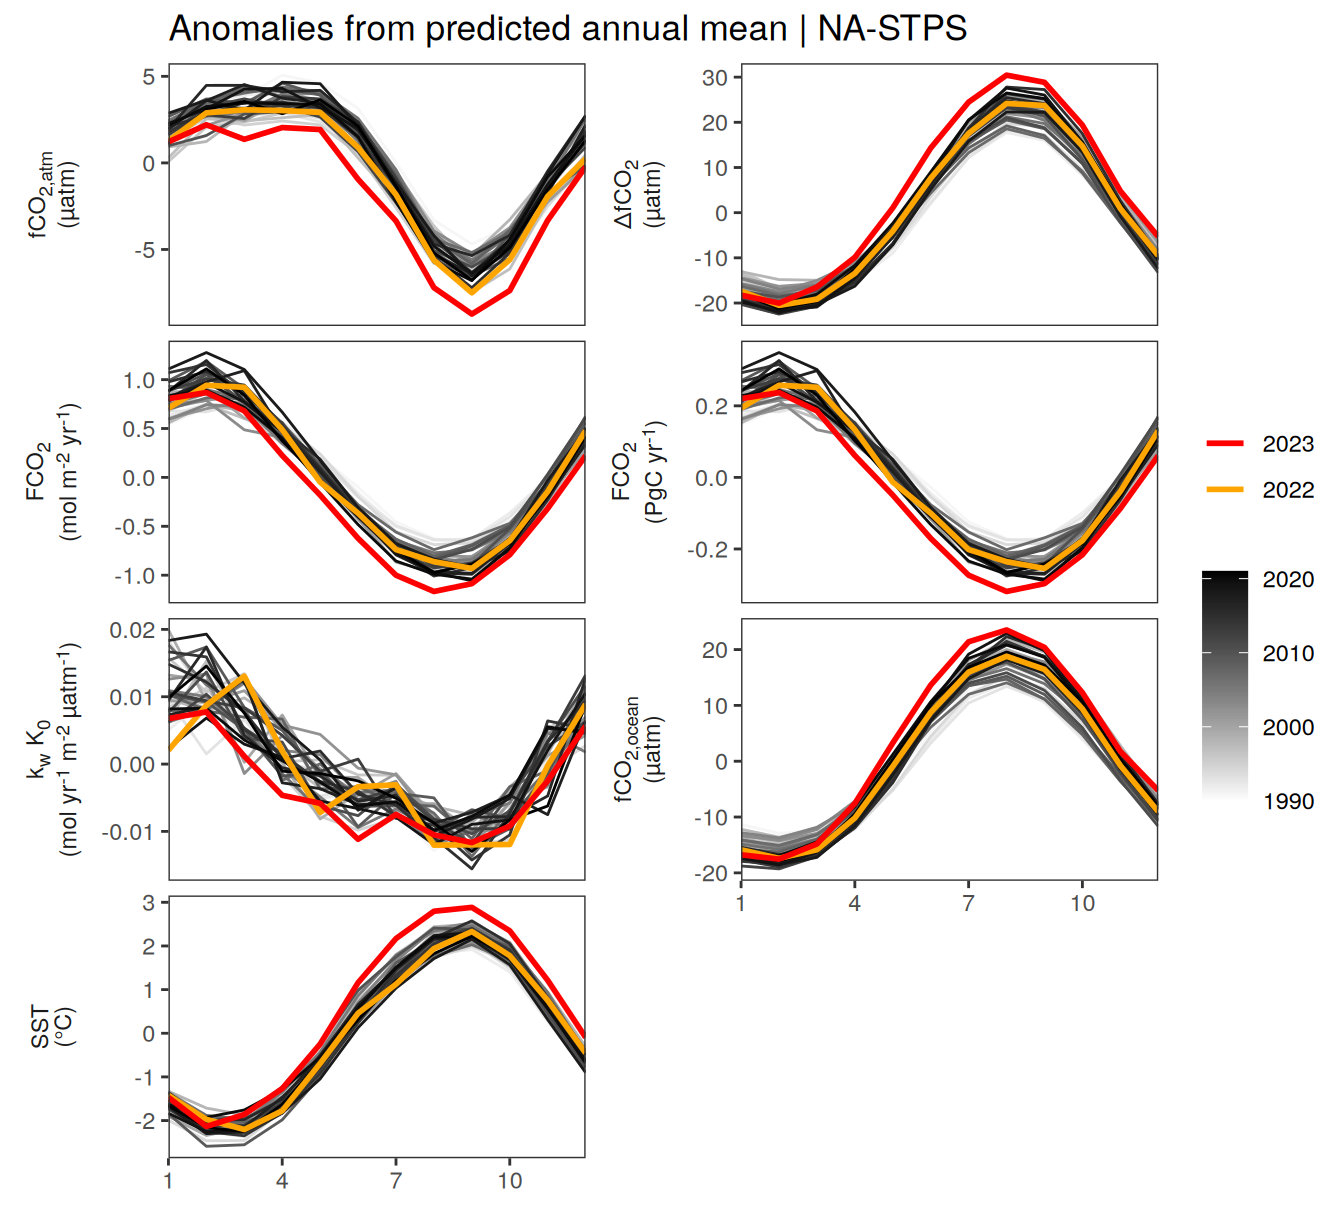 Anomalies from predicted annual mean | NA-STPS
fCO2,atm
(µatm)
5
0
-5
ΔfCO2
(µatm)
30
20
10
0
-10
-20
FCO2
(mol m-2 yr-1)
1.0
0.5
0.0
-0.5
-1.0
FCO2
(PgC yr-1)
0.2
0.0
-0.2
kw K0
(mol yr-1 m-2 µatm-1)
0.02
0.01
0.00
-0.01
fCO2,ocean
(µatm)
20
10
0
-10
-20
1 4 7 10
SST
(°C)
3
2
1
0
-1
-2
1 4 7 10
2023
2022
2020
2010
2000
1990